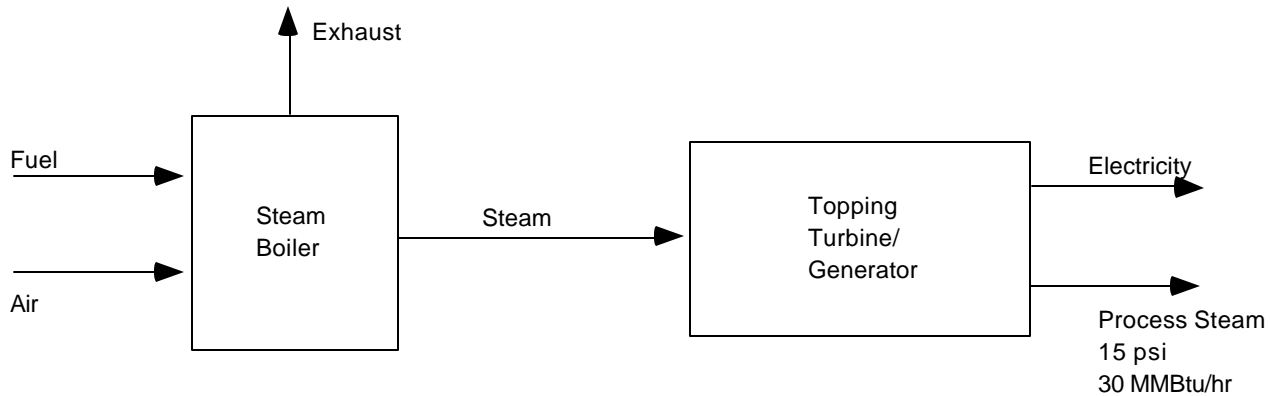 Exhaust
Fuel
Air
Steam
Boiler
Steam
Topping
Turbine/
Generator
Electricity
Process Steam
15 psi
30 MMBtu/hr